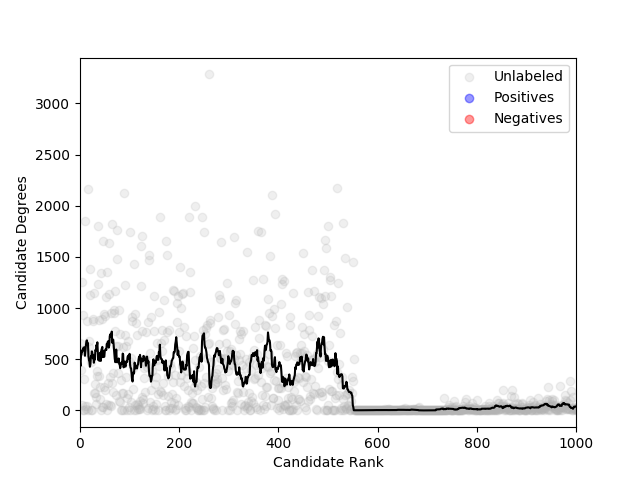 Unlabeled
Positives
Negatives
3000
2500
2000
1500
1000
500
0
Candidate Degrees
0 200 400 600 800 1000
Candidate Rank